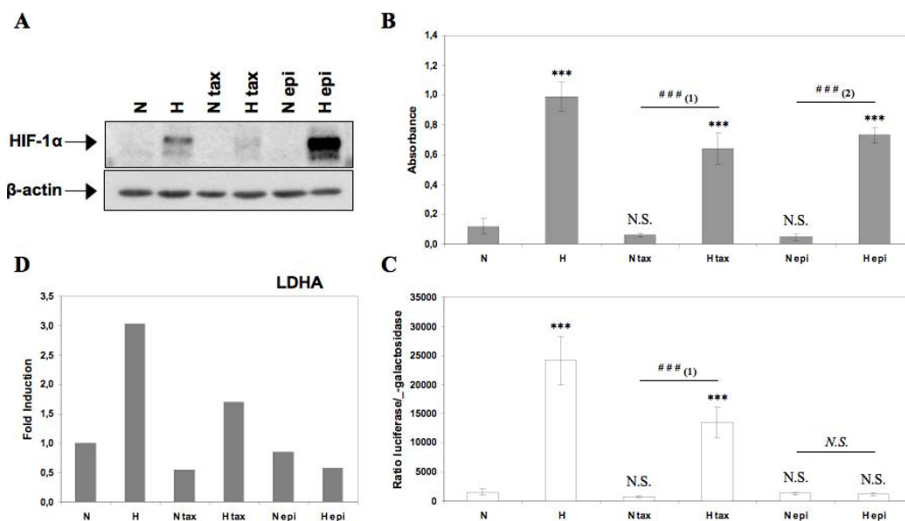 A
N H N tax H tax N epi H epi
HIF-1α
β-actin
B
1,4
1,2
1,0
0,8
0,6
0,4
0,2
0,0
Absorbance
***
# # # (1)
***
# # # (2)
***
N.S.
N.S.
N H N tax H tax N epi H epi
D
LDHA
3,5
3,0
2,5
2,0
1,5
1,0
0,5
0,0
Fold Induction
N H N tax H tax N epi H epi
C
35000
30000
25000
20000
15000
10000
5000
0
Ratio luciferase/_-galactosidase
***
# # # (1)
***
N.S.
N.S.
N.S.
N.S.
N H N tax H tax N epi H epi